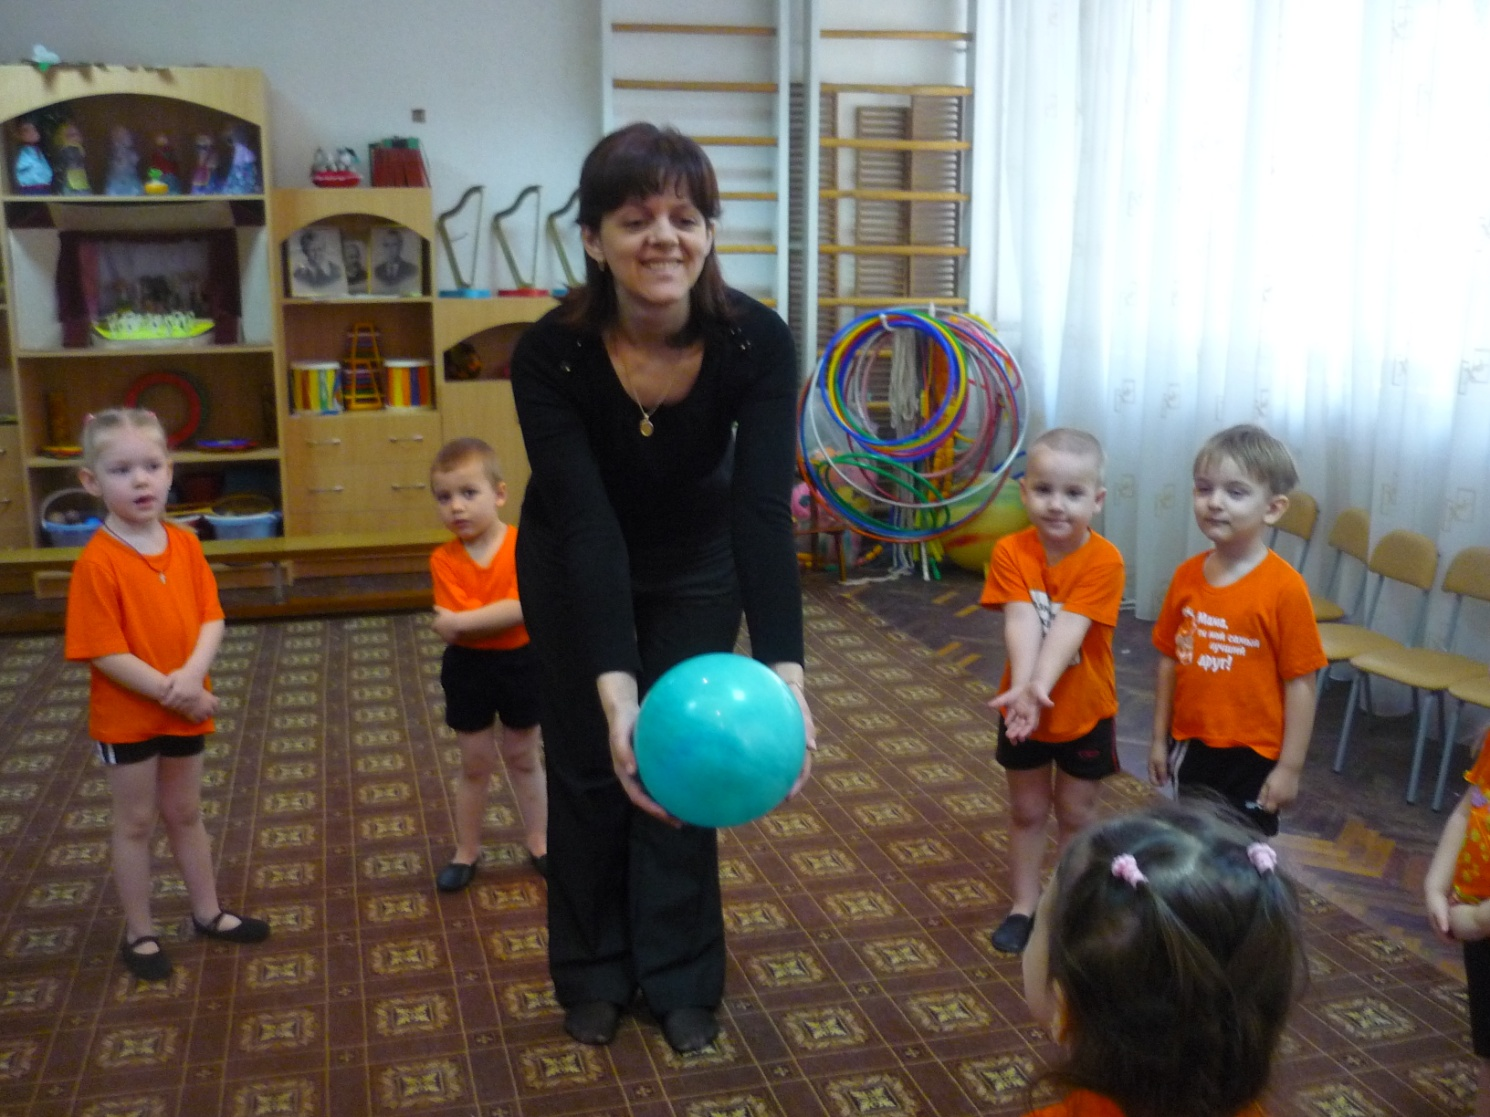 Мама,
ты мой самый
лучший
друг!